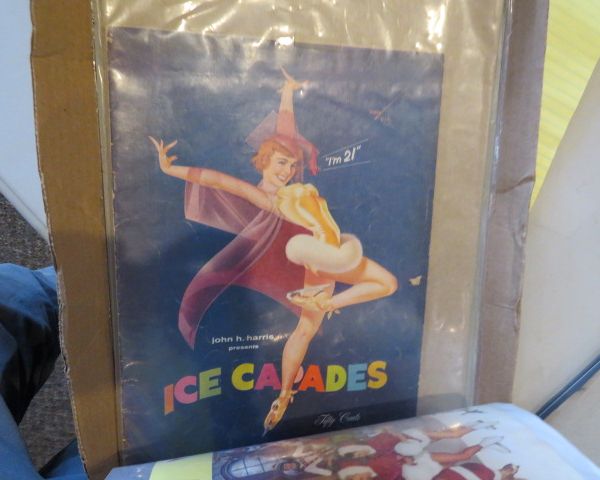 "I'm 21"
john h. harris
presents
ICE CAPADES
Fifty Cents